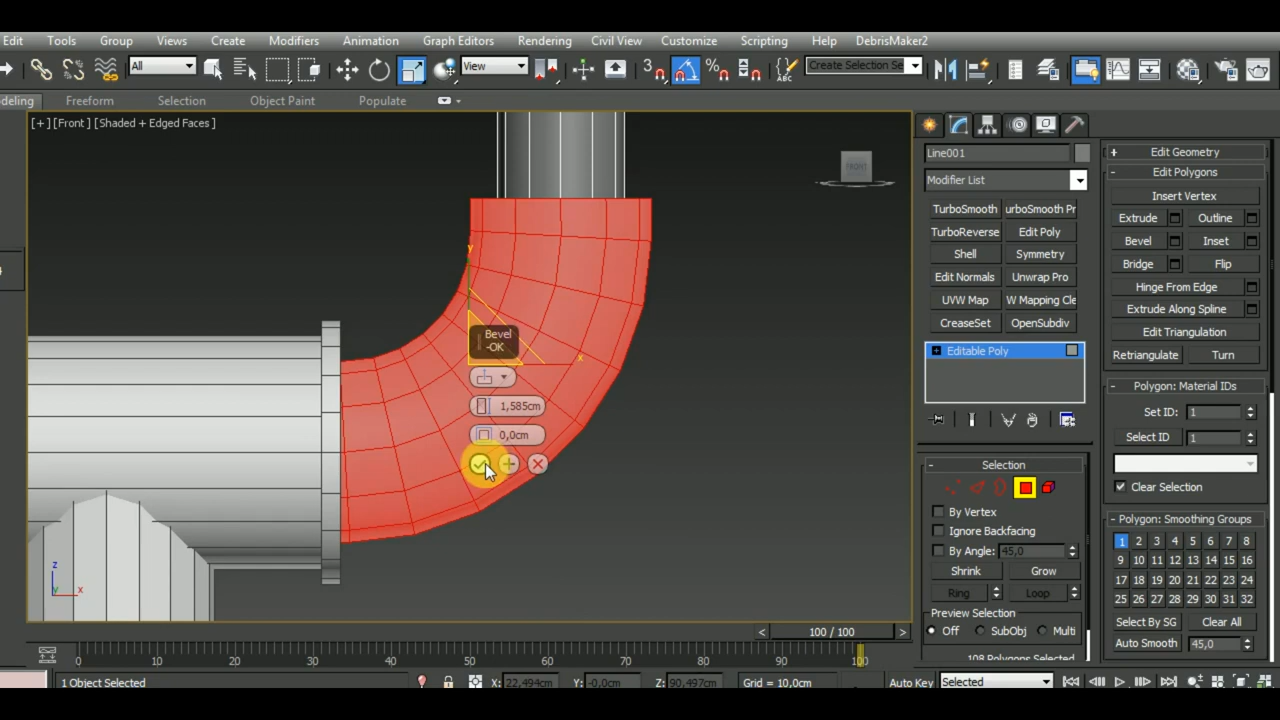 Edit Tools Group Views Create Modifiers Animation Graph Editors Rendering Civil View Customize Scripting Help DebrisMaker2
All View 3 % ABC Create Selection Se
deling Freeform Selection Object Paint Populate
[+] [Front] [Shaded + Edged Faces ]
FRONT
Bevel
-OK
1,585cm
0,0cm
y
x
z
x
y
Line001
Modifier List
TurboSmooth urboSmooth Pr
TurboReverse Edit Poly
Shell Symmetry
Edit Normals Unwrap Pro
UVW Map W Mapping Cle
CreaseSet OpenSubdiv
Editable Poly
- Selection
By Vertex
Ignore Backfacing
By Angle: 45,0
Shrink Grow
Ring Loop
Preview Selection
Off SubObj Multi
108 Polygons Selected
+ Edit Geometry
- Edit Polygons
Insert Vertex
Extrude Outline
Bevel Inset
Bridge Flip
Hinge From Edge
Extrude Along Spline
Edit Triangulation
Retriangulate Turn
- Polygon: Material IDs
Set ID: 1
Select ID 1
Clear Selection
- Polygon: Smoothing Groups
1 2 3 4 5 6 7 8
9 10 11 12 13 14 15 16
17 18 19 20 21 22 23 24
25 26 27 28 29 30 31 32
Select By SG Clear All
Auto Smooth 45,0
< 100 / 100 >
0 10 20 30 40 50 60 70 80 90 100
1 Object Selected X: 22,494cm Y: -0,0cm Z: 90,497cm Grid = 10,0cm Auto Key Selected